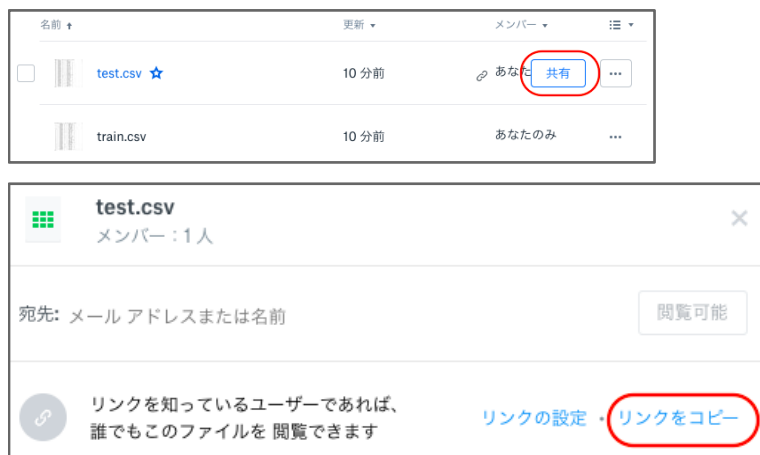 名前 ↑ 更新 ▾ メンバー ▾
test.csv ☆ 10 分前 あなた 共有 ...
train.csv 10 分前 あなたのみ ...
test.csv
メンバー:1 人
宛先: メール アドレスまたは名前 閲覧可能
リンクを知っているユーザーであれば、
誰でもこのファイルを 閲覧できます
リンクの設定 ・ リンクをコピー